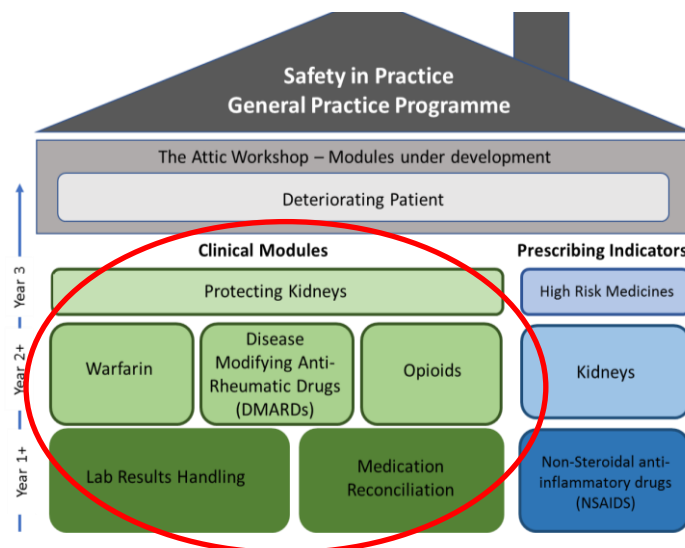 Safety in Practice
General Practice Programme
The Attic Workshop – Modules under development
Deteriorating Patient
Clinical Modules
Prescribing Indicators
Year 3
Protecting Kidneys
High Risk Medicines
Year 2+
Warfarin
Disease
Modifying Anti-
Rheumatic Drugs
(DMARDs)
Opioids
Kidneys
Year 1+
Lab Results Handling
Medication
Reconciliation
Non-Steroidal anti-
inflammatory drugs
(NSAIDS)